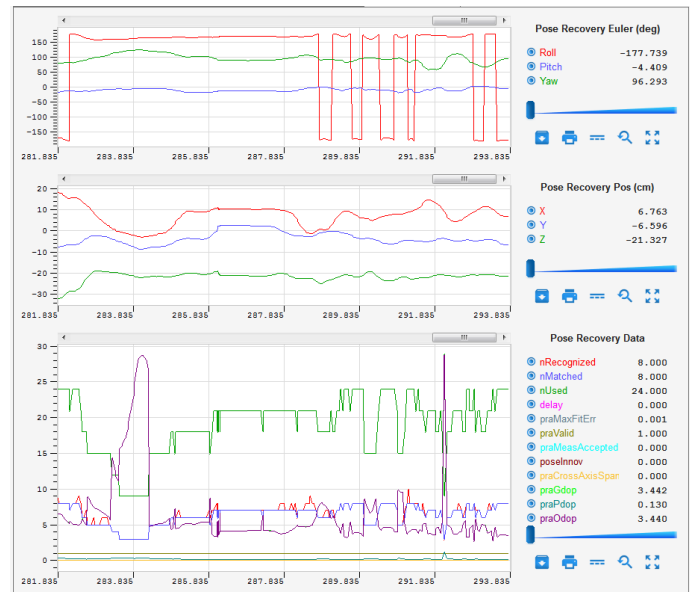 Pose Recovery Euler (deg)
150
100
50
0
-50
-100
-150
281.835 283.835 285.835 287.835 289.835 291.835 293.835
Roll -177.739
Pitch -4.409
Yaw 96.293
Pose Recovery Pos (cm)
20
10
0
-10
-20
-30
281.835 283.835 285.835 287.835 289.835 291.835 293.835
X 6.763
Y -6.596
Z -21.327
Pose Recovery Data
30
25
20
15
10
5
0
281.835 283.835 285.835 287.835 289.835 291.835 293.835
nRecognized 8.000
nMatched 8.000
nUsed 24.000
delay 0.000
praMaxFitErr 0.001
praValid 1.000
praMeasAccepted 0.000
poseInnov 0.000
praCrossAxisSpan 0.000
praGdop 3.442
praPdop 0.130
praOdop 3.440